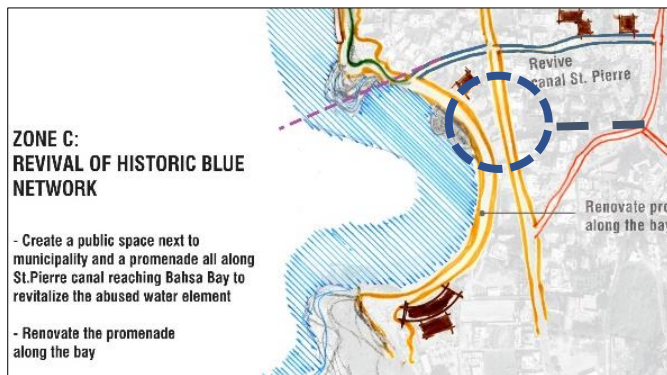 Revive
canal St. Pierre
ZONE C:
REVIVAL OF HISTORIC BLUE
NETWORK
- Create a public space next to
municipality and a promenade all along
St.Pierre canal reaching Bahsa Bay to
revitalize the abused water element
- Renovate the promenade
along the bay
Renovate pro
along the bay